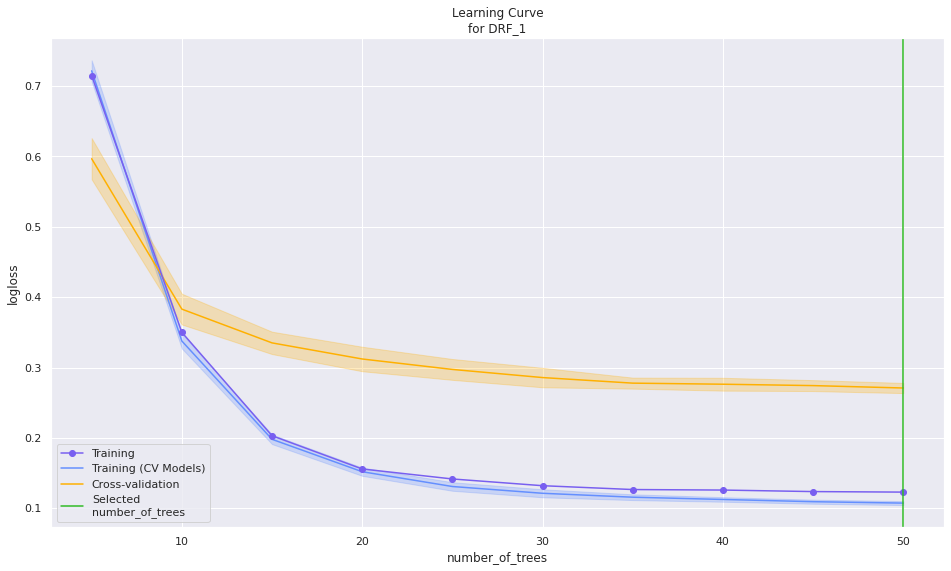 Learning Curve
for DRF_1
logloss
0.7
0.6
0.5
0.4
0.3
0.2
0.1
Training
Training (CV Models)
Cross-validation
Selected
number_of_trees
10
20
30
40
50
number_of_trees